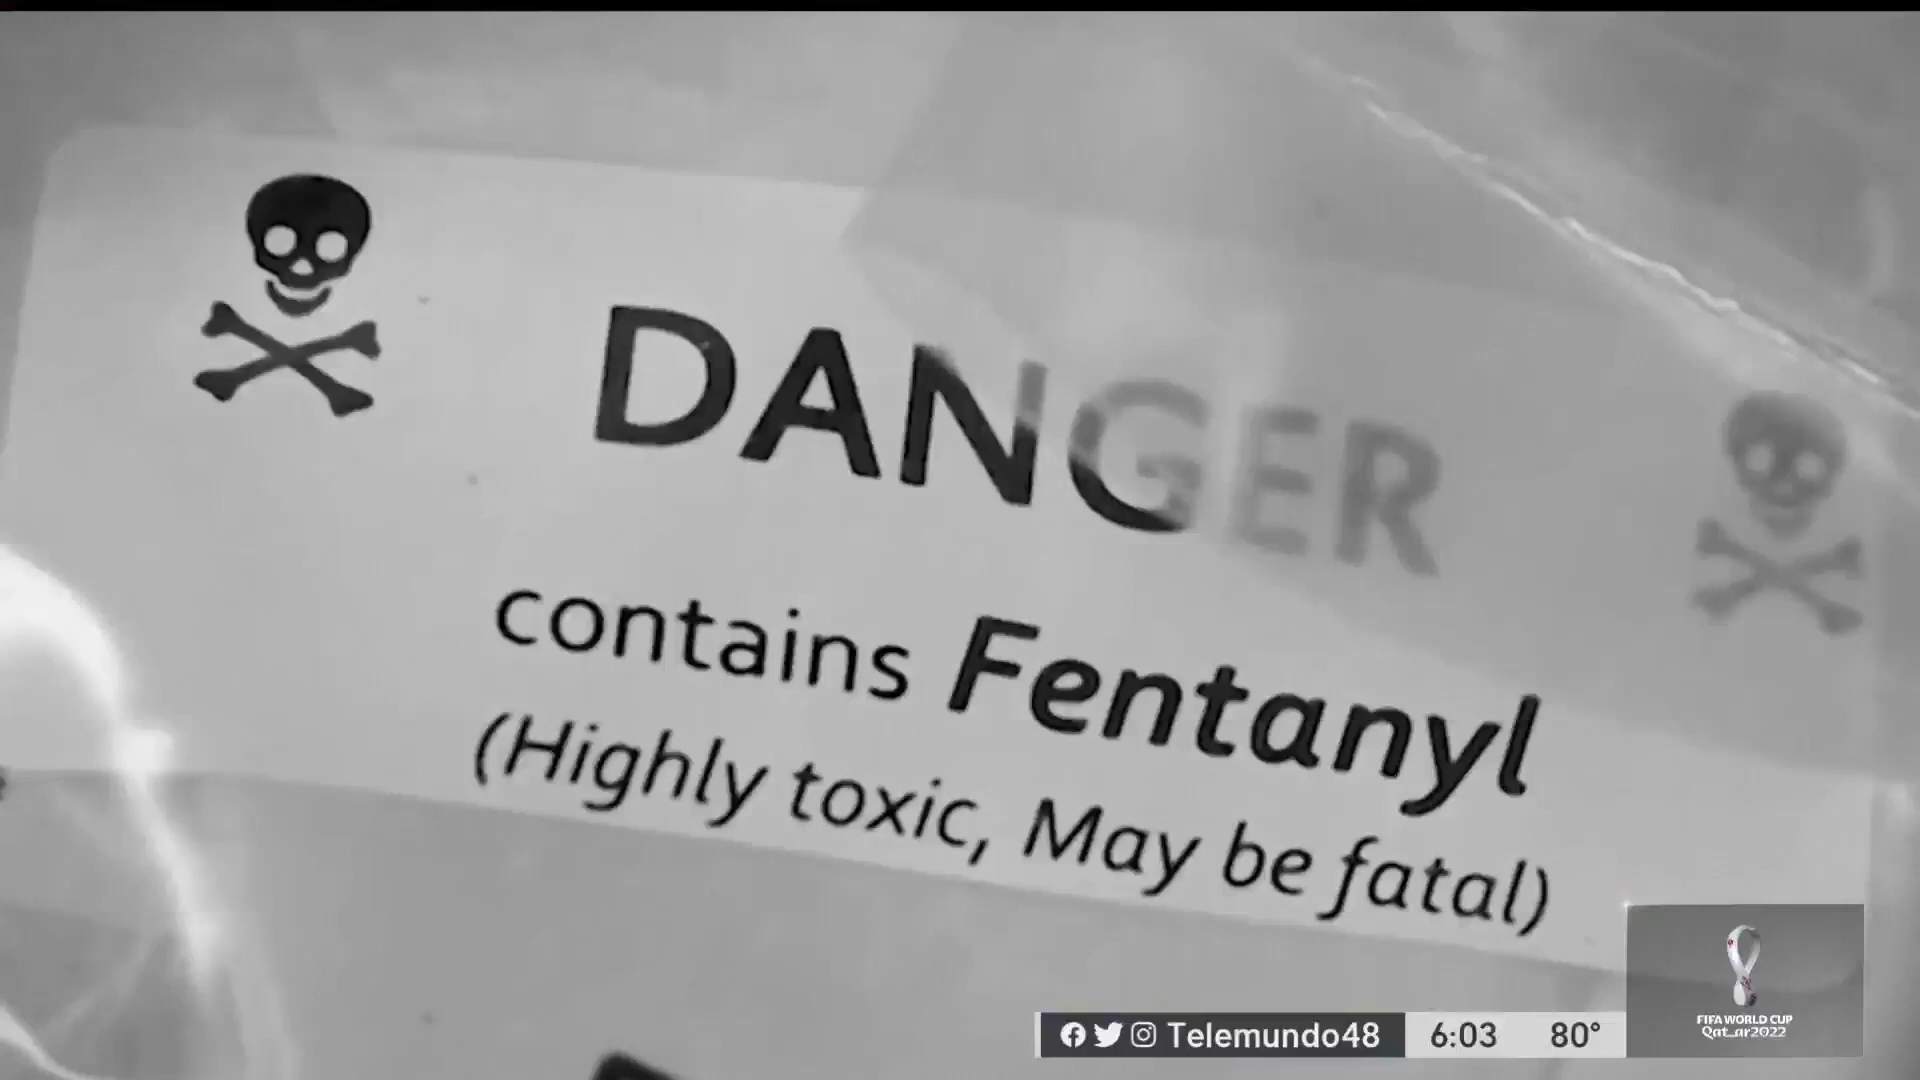 DANGER
contains Fentanyl
(Highly toxic, May be fatal)
Telemundo48 6:03 80°
FIFA WORLD CUP
Qatar2022